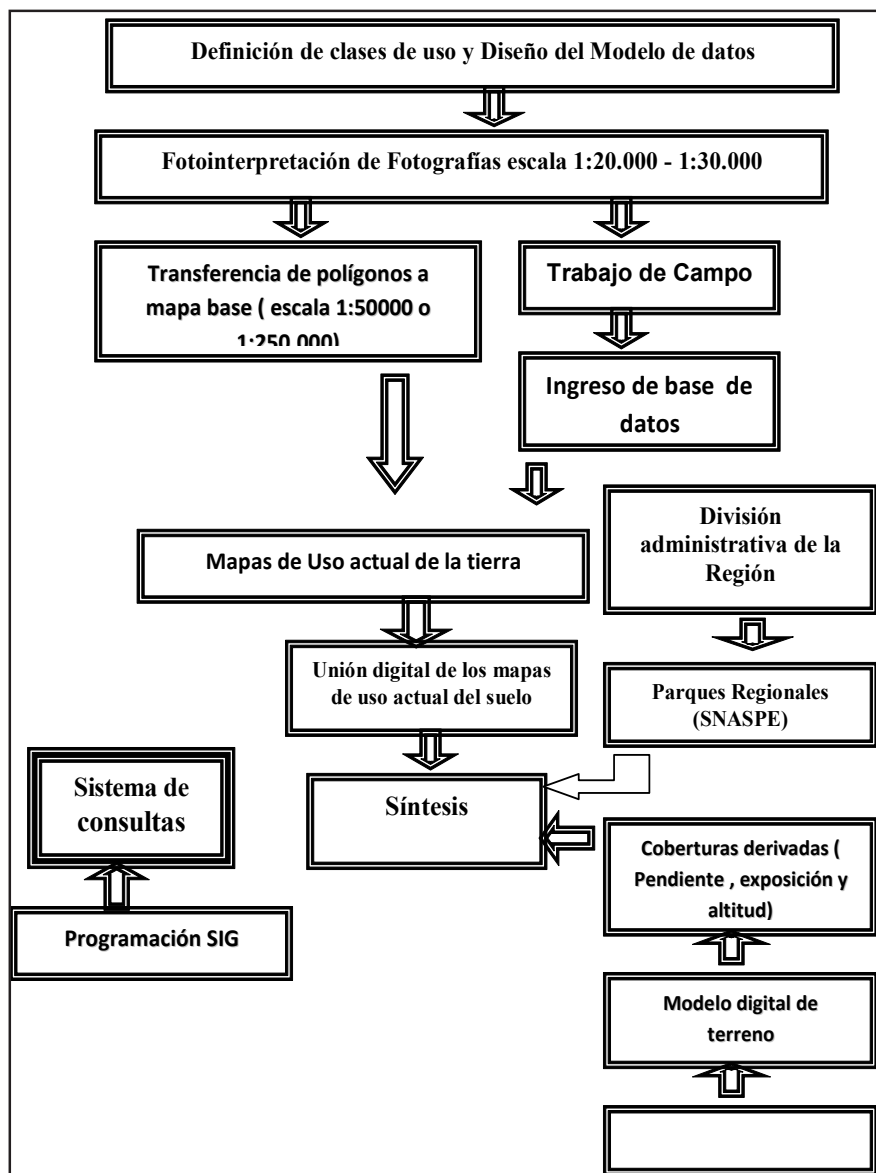 Definición de clases de uso y Diseño del Modelo de datos
Fotointerpretación de Fotografías escala 1:20.000 - 1:30.000
Transferencia de polígonos a
mapa base ( escala 1:50000 o
1:250.000)
Trabajo de Campo
Ingreso de base de
datos
Mapas de Uso actual de la tierra
División
administrativa de la
Región
Unión digital de los mapas
de uso actual del suelo
Parques Regionales
(SNASPE)
Sistema de
consultas
Síntesis
Coberturas derivadas (
Pendiente , exposición y
altitud)
Programación SIG
Modelo digital de
terreno